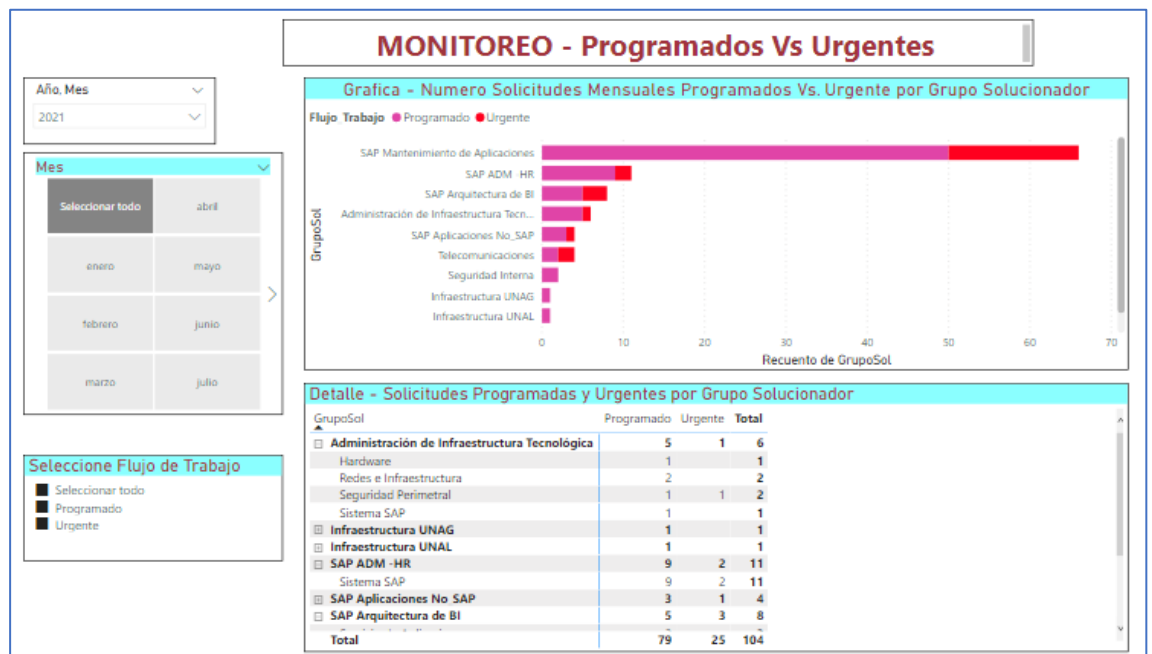 MONITOREO - Programados Vs Urgentes
Año, Mes
2021
Mes
Seleccionar todo
abril
enero
mayo
febrero
junio
marzo
julio
Seleccione Flujo de Trabajo
Seleccionar todo
Programado
Urgente
Grafica - Numero Solicitudes Mensuales Programados Vs. Urgente por Grupo Solucionador
Flujo_Trabajo Programado Urgente
GrupoSol
SAP Mantenimiento de Aplicaciones
SAP ADM -HR
SAP Arquitectura de BI
Administración de Infraestructura Tecn...
SAP Aplicaciones No_SAP
Telecomunicaciones
Seguridad Interna
Infraestructura UNAG
Infraestructura UNAL
0 10 20 30 40 50 60 70
Recuento de GrupoSol
Detalle - Solicitudes Programadas y Urgentes por Grupo Solucionador
GrupoSol Programado Urgente Total
Administración de Infraestructura Tecnológica 5 1 6
Hardware 1 1
Redes e Infraestructura 2 2
Seguridad Perimetral 1 1 2
Sistema SAP 1 1
Infraestructura UNAG 1 1
Infraestructura UNAL 1 1
SAP ADM -HR 9 2 11
Sistema SAP 9 2 11
SAP Aplicaciones No_SAP 3 1 4
SAP Arquitectura de BI 5 3 8
Total 79 25 104